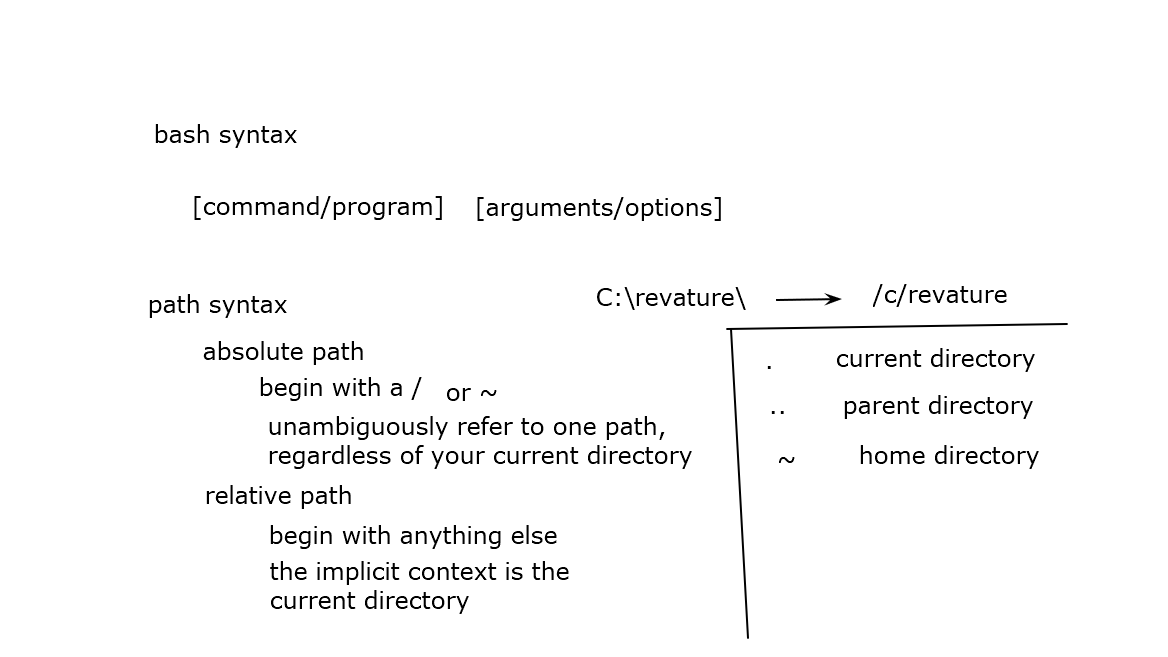 bash syntax
[command/program] [arguments/options]
path syntax
C:\revature\ /c/revature
absolute path
begin with a / or ~
unambiguously refer to one path,
regardless of your current directory
relative path
begin with anything else
the implicit context is the
current directory
. current directory
.. parent directory
~ home directory